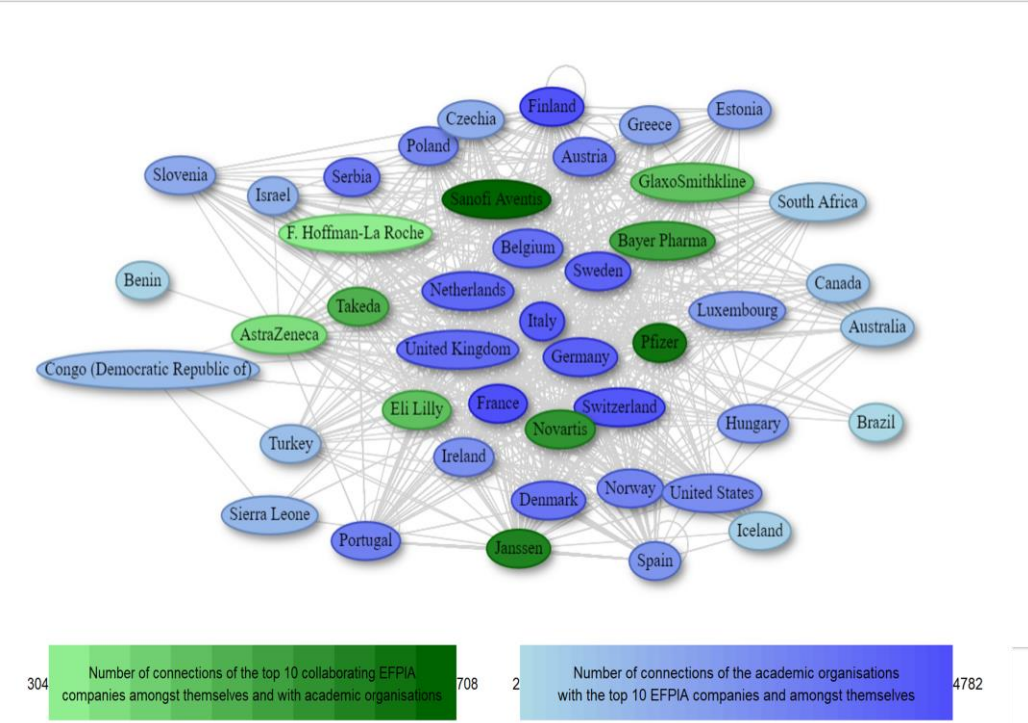 Finland
Czechia
Estonia
Greece
Poland
Austria
Slovenia
Serbia
GlaxoSmithkline
Israel
Sanofi Aventis
South Africa
F. Hoffman-La Roche
Bayer Pharma
Belgium
Sweden
Benin
Canada
Netherlands
Takeda
Luxembourg
Italy
Australia
AstraZeneca
Pfizer
United Kingdom
Germany
Congo (Democratic Republic of)
France
Switzerland
Eli Lilly
Brazil
Hungary
Novartis
Turkey
Ireland
Norway
United States
Denmark
Sierra Leone
Iceland
Portugal
Janssen
Spain
304
Number of connections of the top 10 collaborating EFPIA
companies amongst themselves and with academic organisations
708
2
Number of connections of the academic organisations
with the top 10 EFPIA companies and amongst themselves
4782